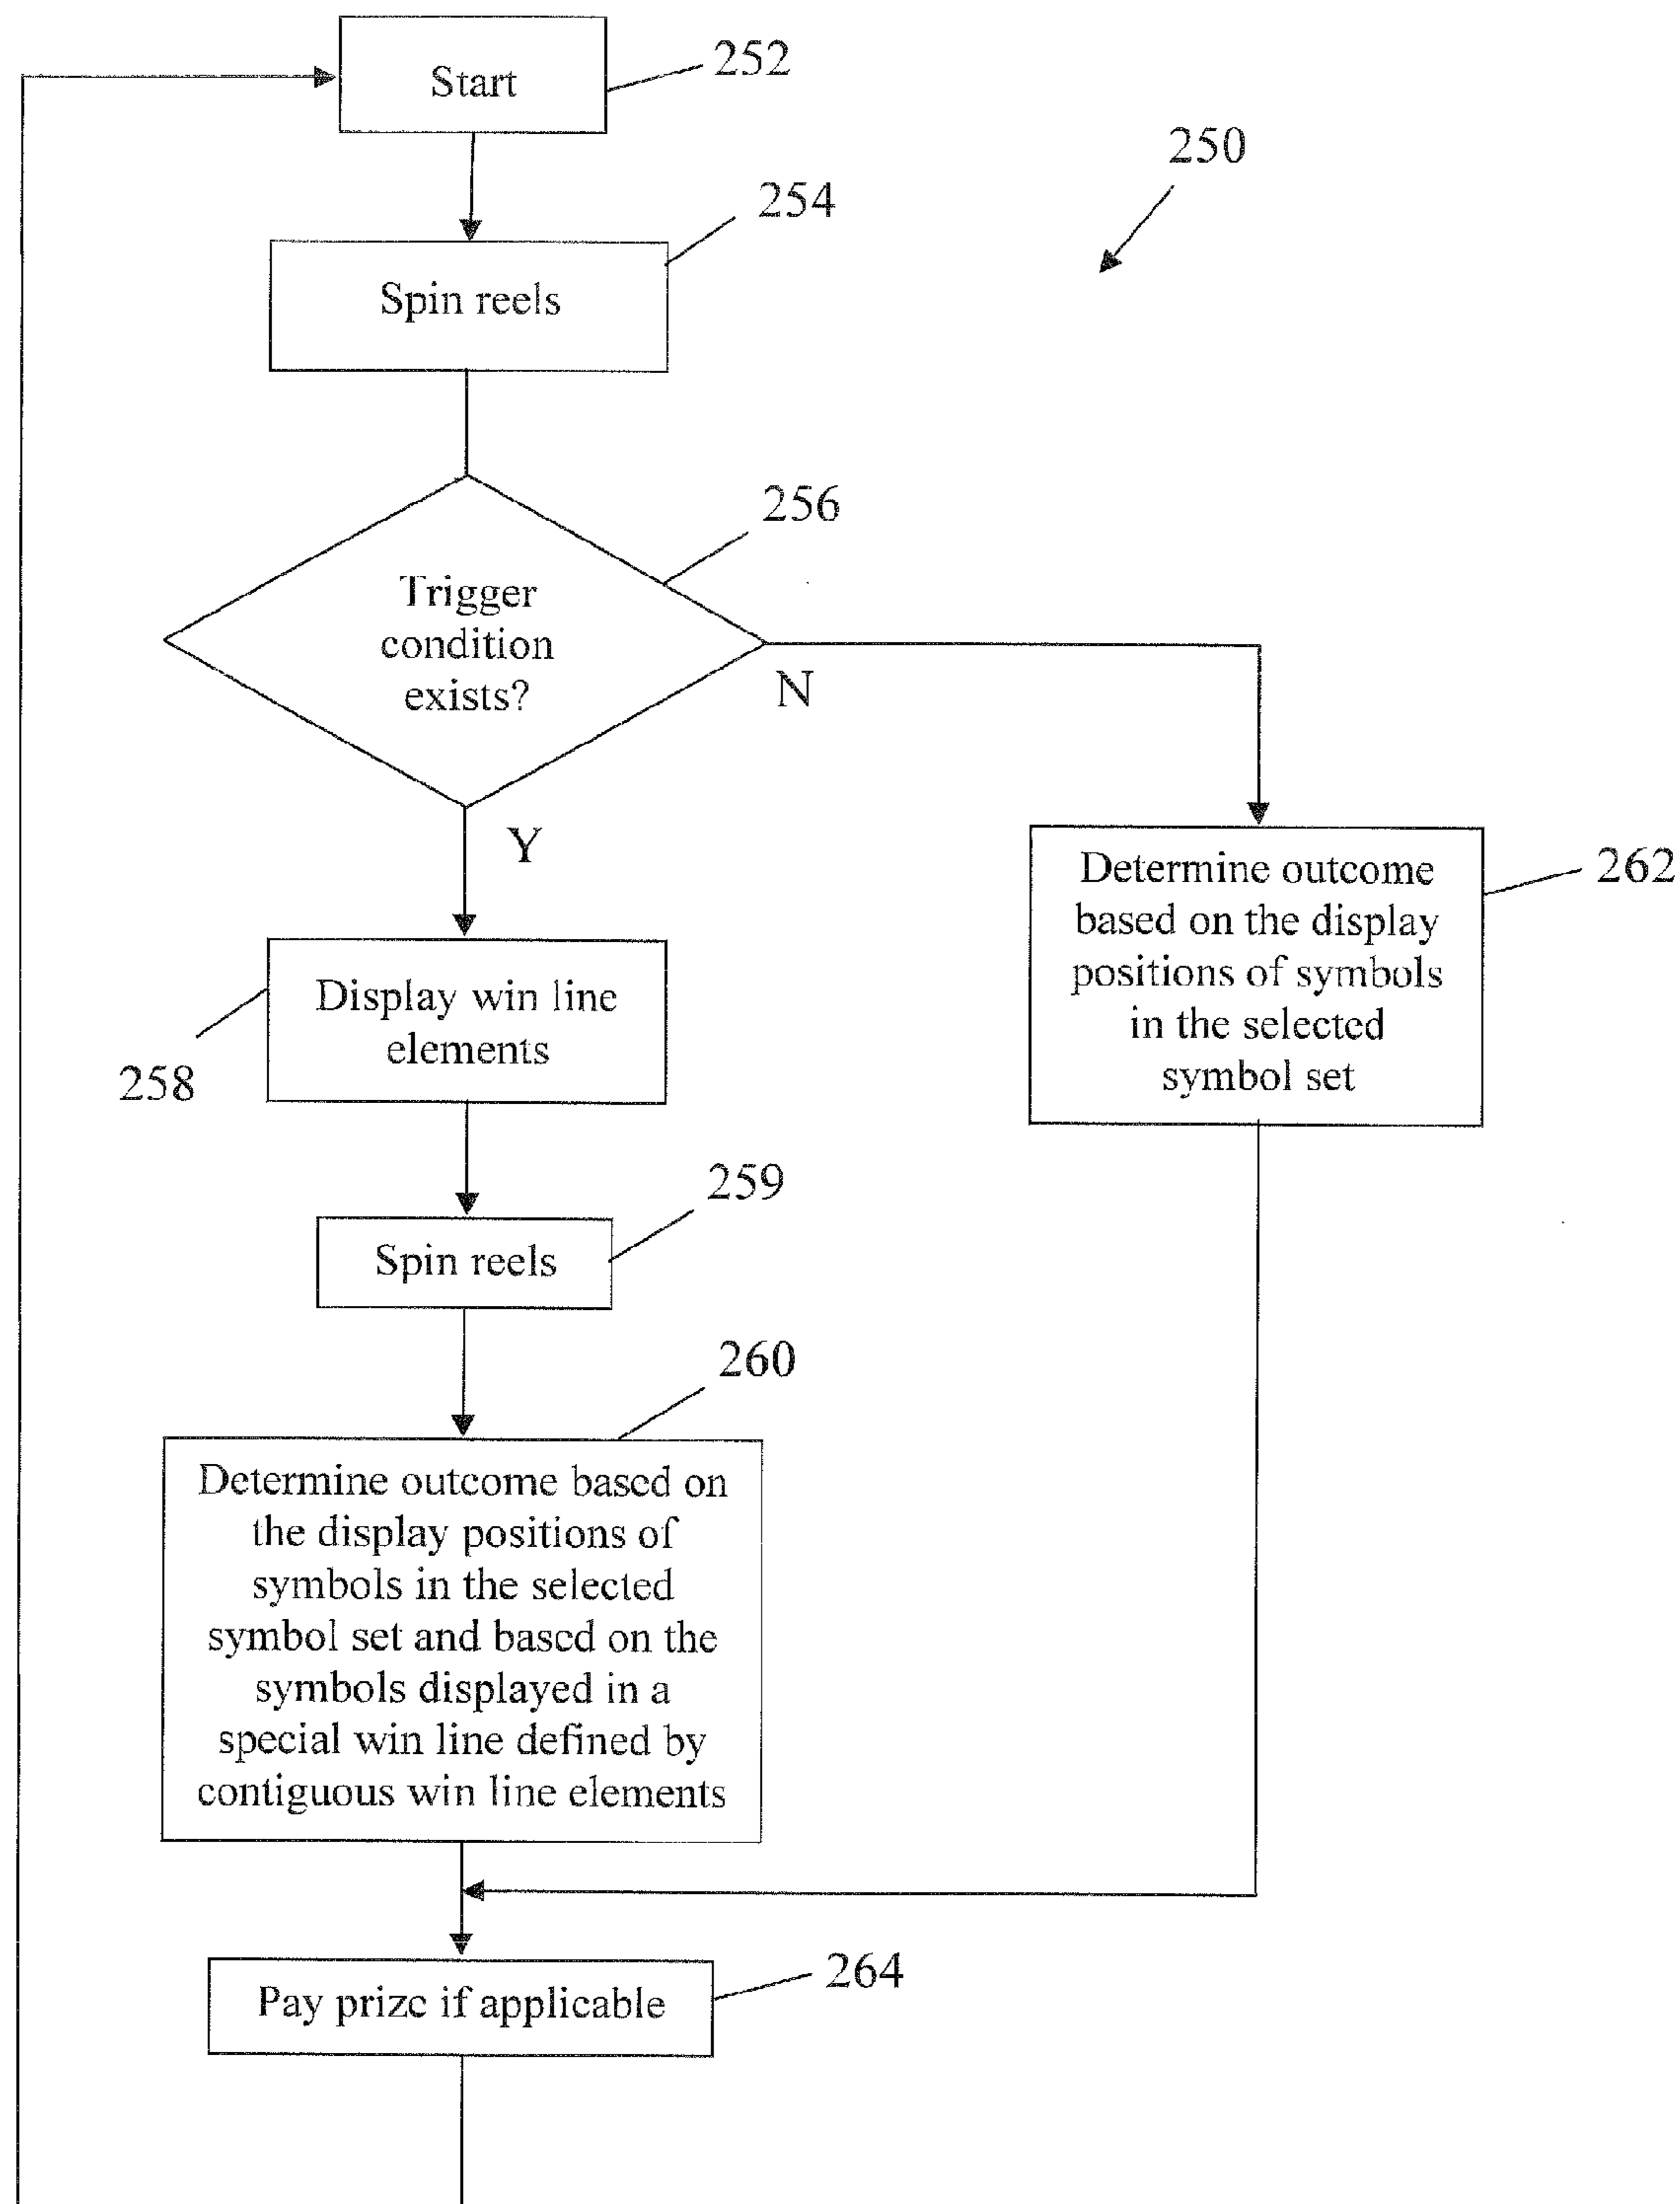 Start
252
250
254
Spin reels
256
Trigger
condition
exists?
N
Y
Determine outcome
based on the display
positions of symbols
in the selected
symbol set
262
Display win line
elements
258
259
Spin reels
260
Determine outcome based on
the display positions of
symbols in the selected
symbol set and based on the
symbols displayed in a
special win line defined by
contiguous win line elements
264
Pay prize if applicable